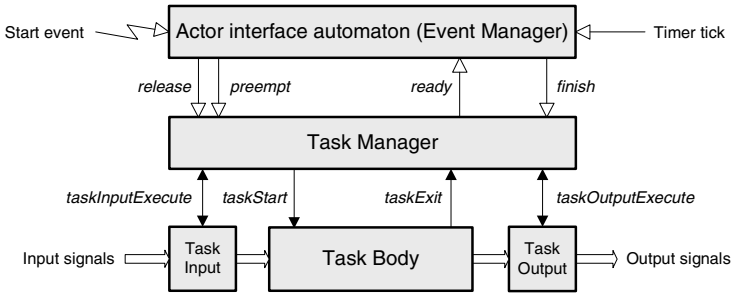 Start event
Actor interface automaton (Event Manager)
Timer tick
release
preempt
ready
finish
Task Manager
taskInputExecute
taskStart
taskExit
taskOutputExecute
Input signals
Task
Input
Task Body
Task
Output
Output signals